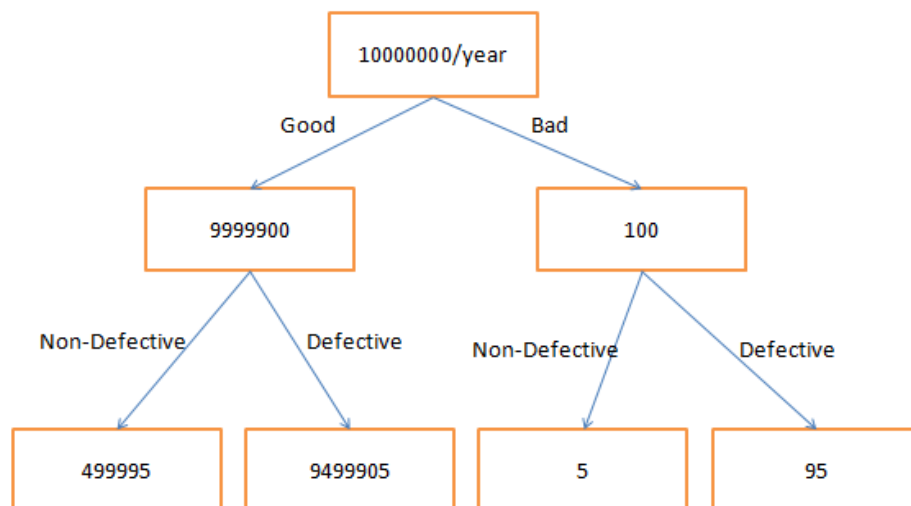 10000000/year
Good
Bad
9999900
100
Non-Defective
Defective
Non-Defective
Defective
499995
9499905
5
95